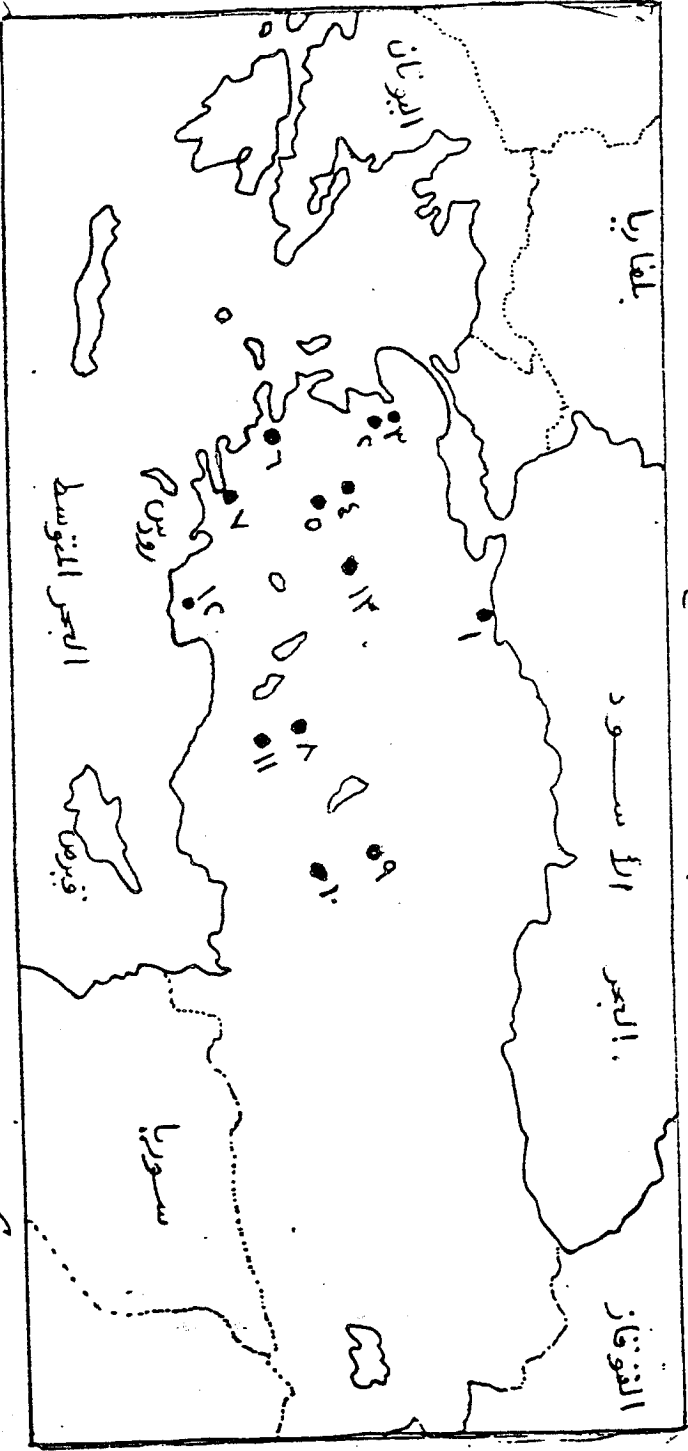 اليونان
بلغاريا
البحر الأســود
القوقاز
البحر المتوسط
رودس
قبرص
سوريا
١
٢
٣
٤
٥
٦
٧
٨
٩
١٠
١١
١٢
١٣